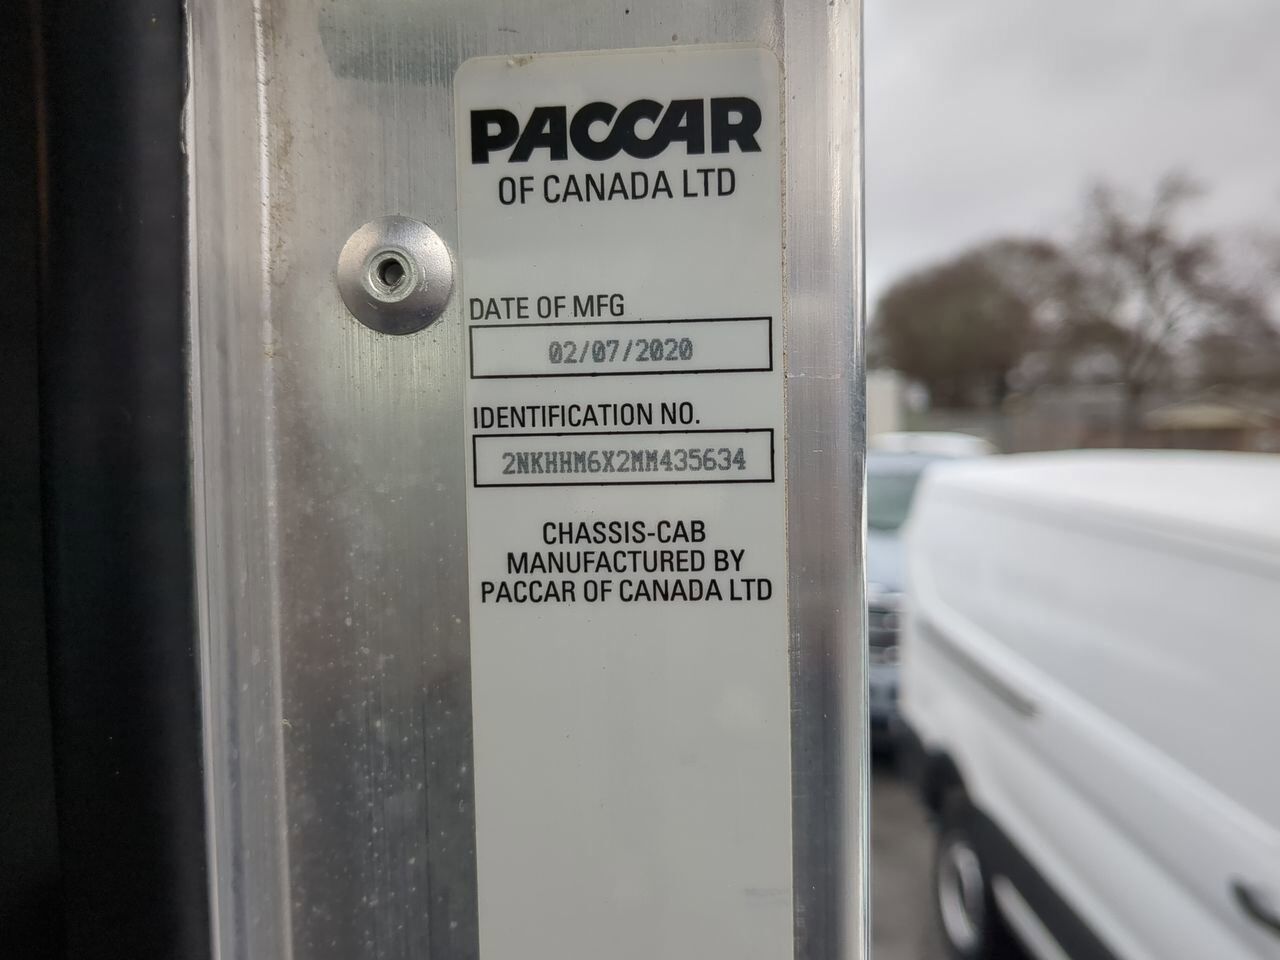 PACCAR
OF CANADA LTD
DATE OF MFG
02/07/2020
IDENTIFICATION NO.
2NKHHM6X2MM435634
CHASSIS-CAB
MANUFACTURED BY
PACCAR OF CANADA LTD